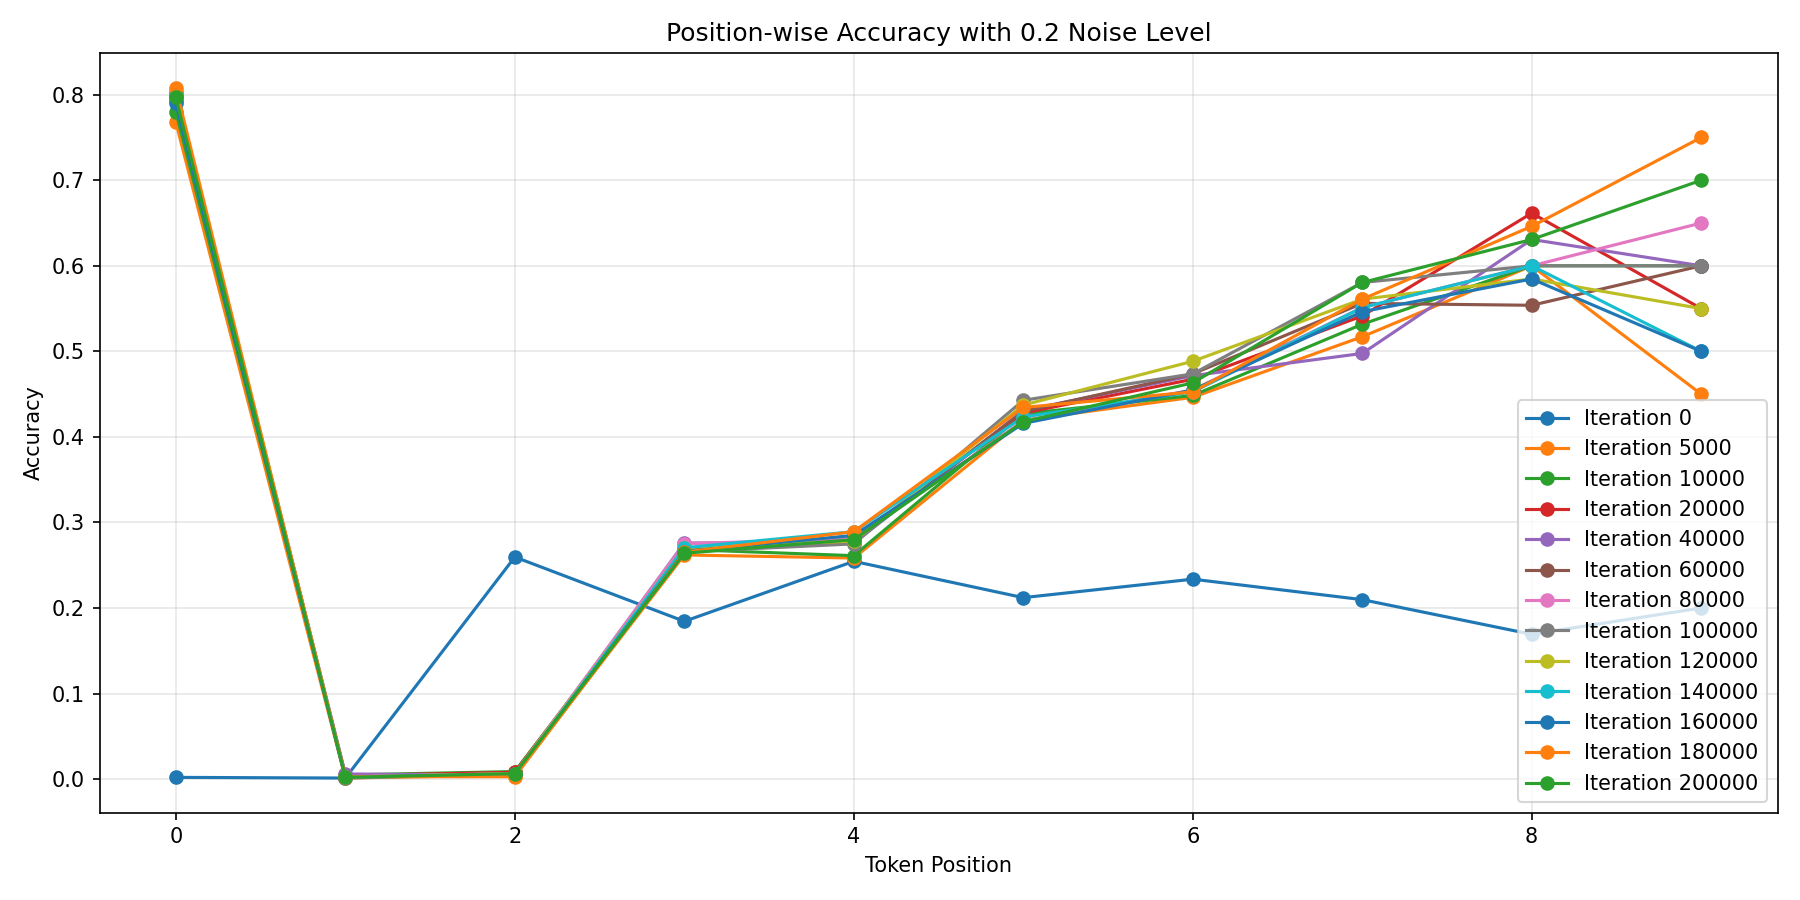 Position-wise Accuracy with 0.2 Noise Level
Accuracy
0.8
0.7
0.6
0.5
0.4
0.3
0.2
0.1
0.0
0
2
4
6
8
Token Position
Iteration 0
Iteration 5000
Iteration 10000
Iteration 20000
Iteration 40000
Iteration 60000
Iteration 80000
Iteration 100000
Iteration 120000
Iteration 140000
Iteration 160000
Iteration 180000
Iteration 200000